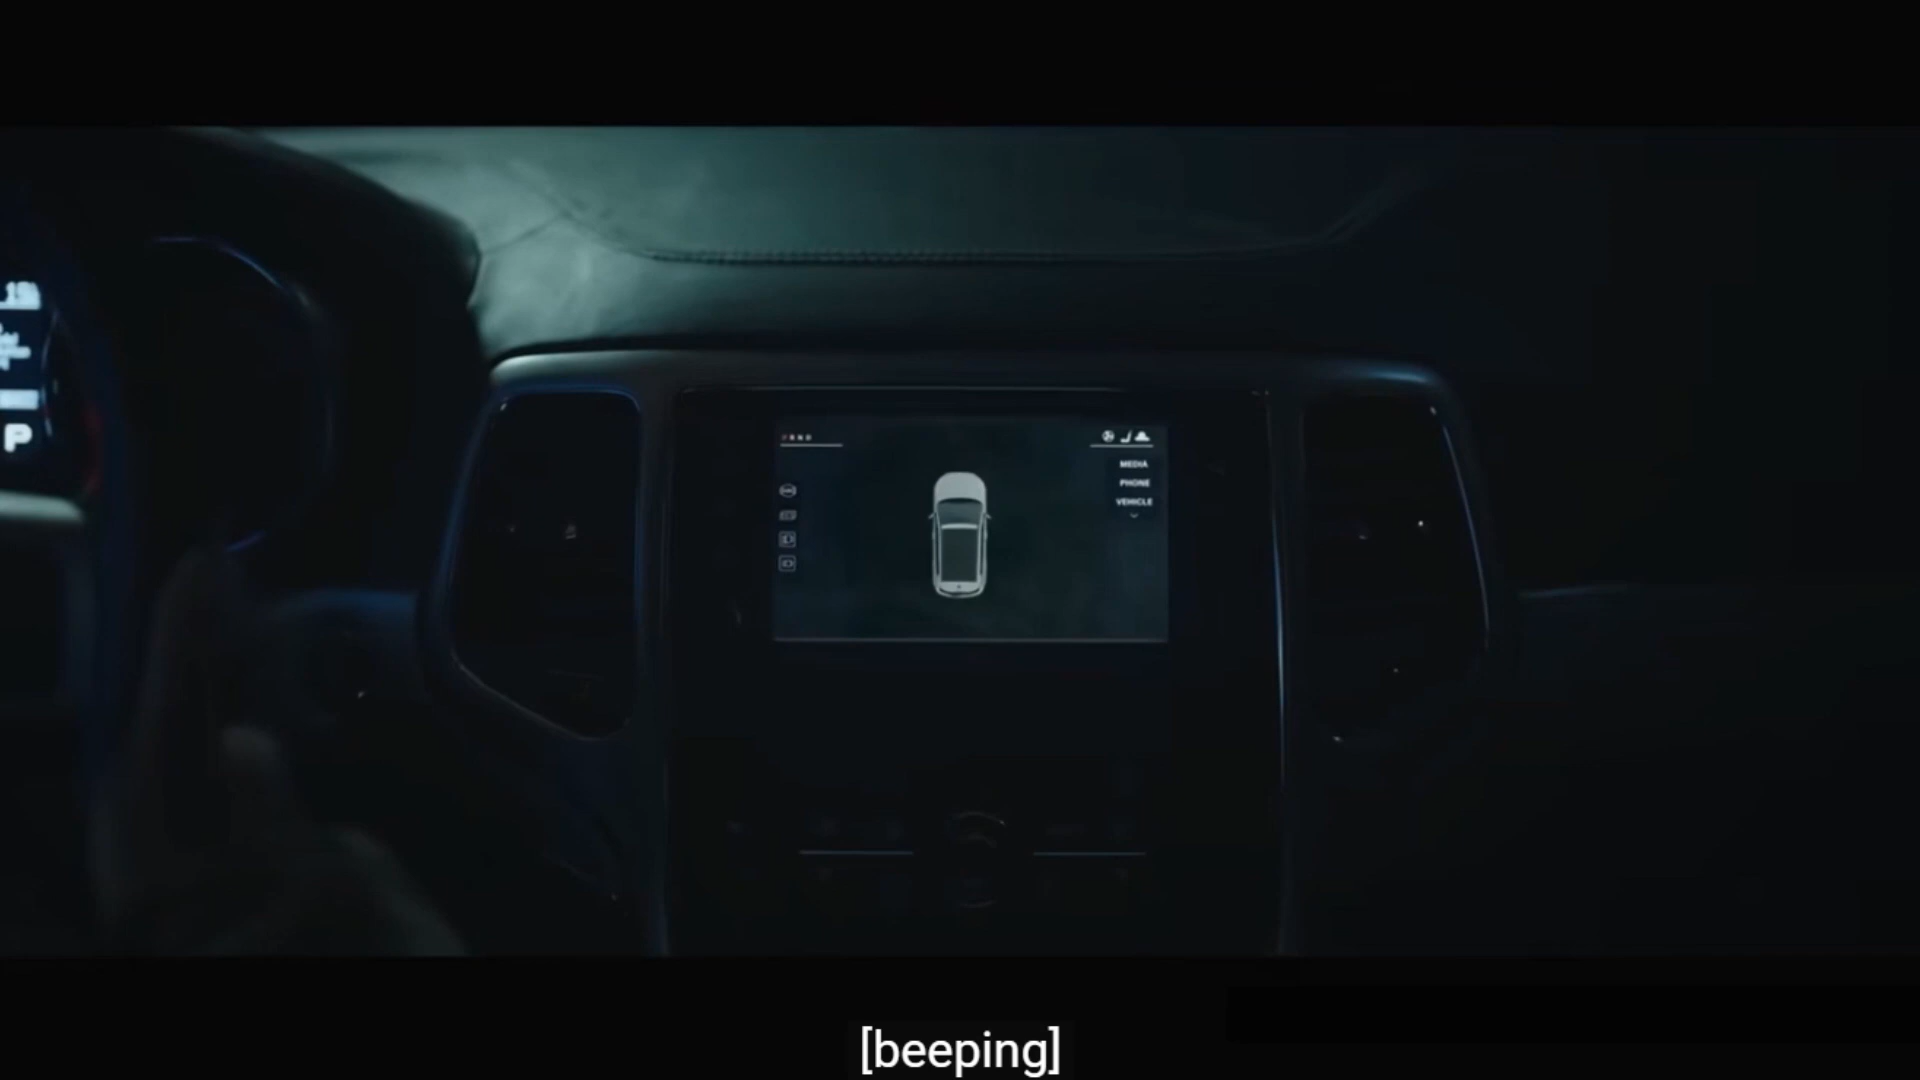 P
P R N D
MEDIA
PHONE
VEHICLE
[beeping]